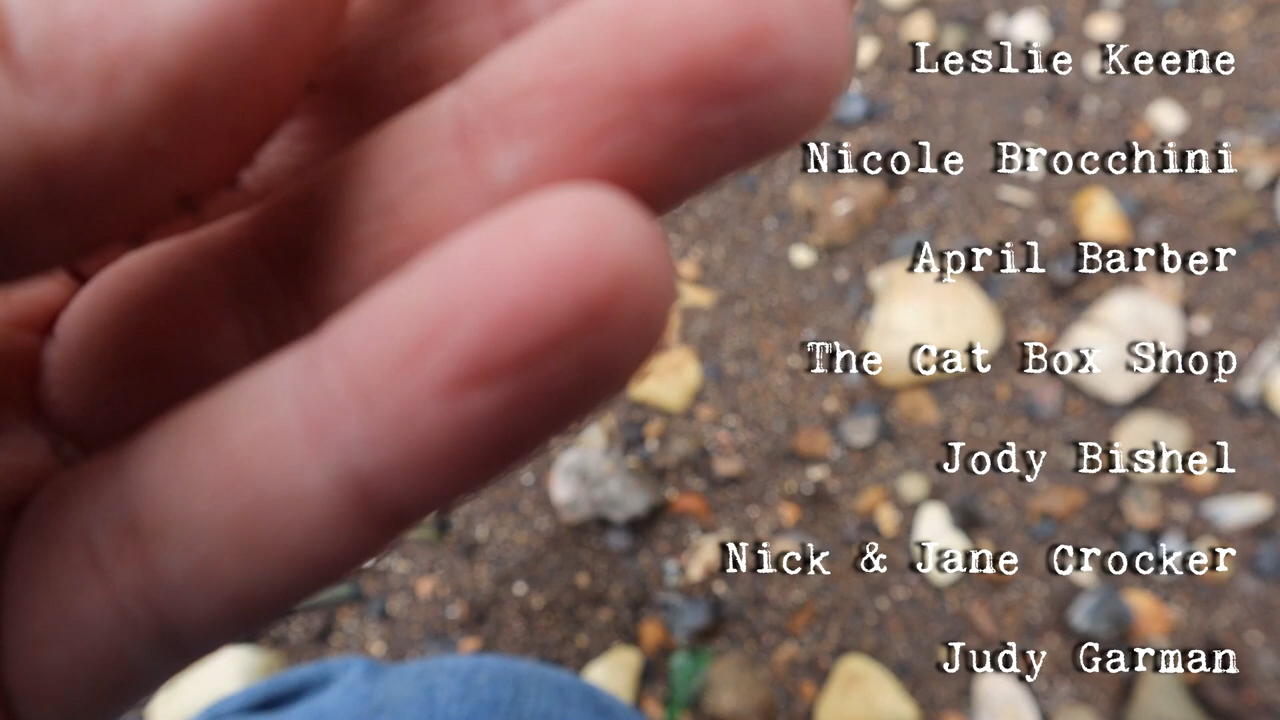 Leslie Keene
Nicole Brocchini
April Barber
The Cat Box Shop
Jody Bishel
Nick & Jane Crocker
Judy Garman